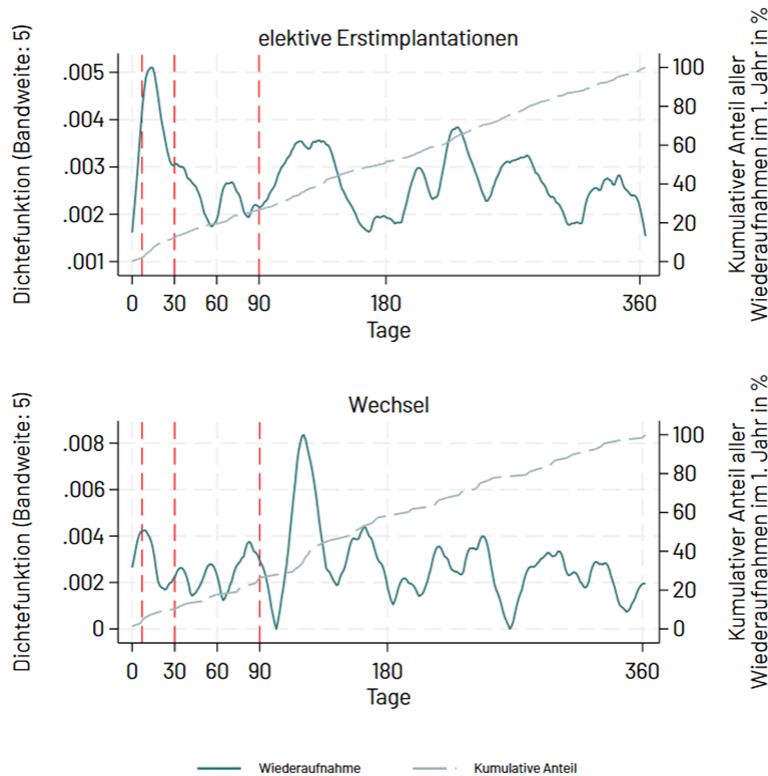 elektive Erstimplantationen
Dichtefunktion (Bandweite: 5)
.005
.004
.003
.002
.001
100
80
60
40
20
0
Kumulativer Anteil aller
Wiederaufnahmen im 1. Jahr in %
0 30 60 90 180 360
Tage
Wechsel
Dichtefunktion (Bandweite: 5)
.008
.006
.004
.002
0
100
80
60
40
20
0
Kumulativer Anteil aller
Wiederaufnahmen im 1. Jahr in %
0 30 60 90 180 360
Tage
Wiederaufnahme Kumulative Anteil